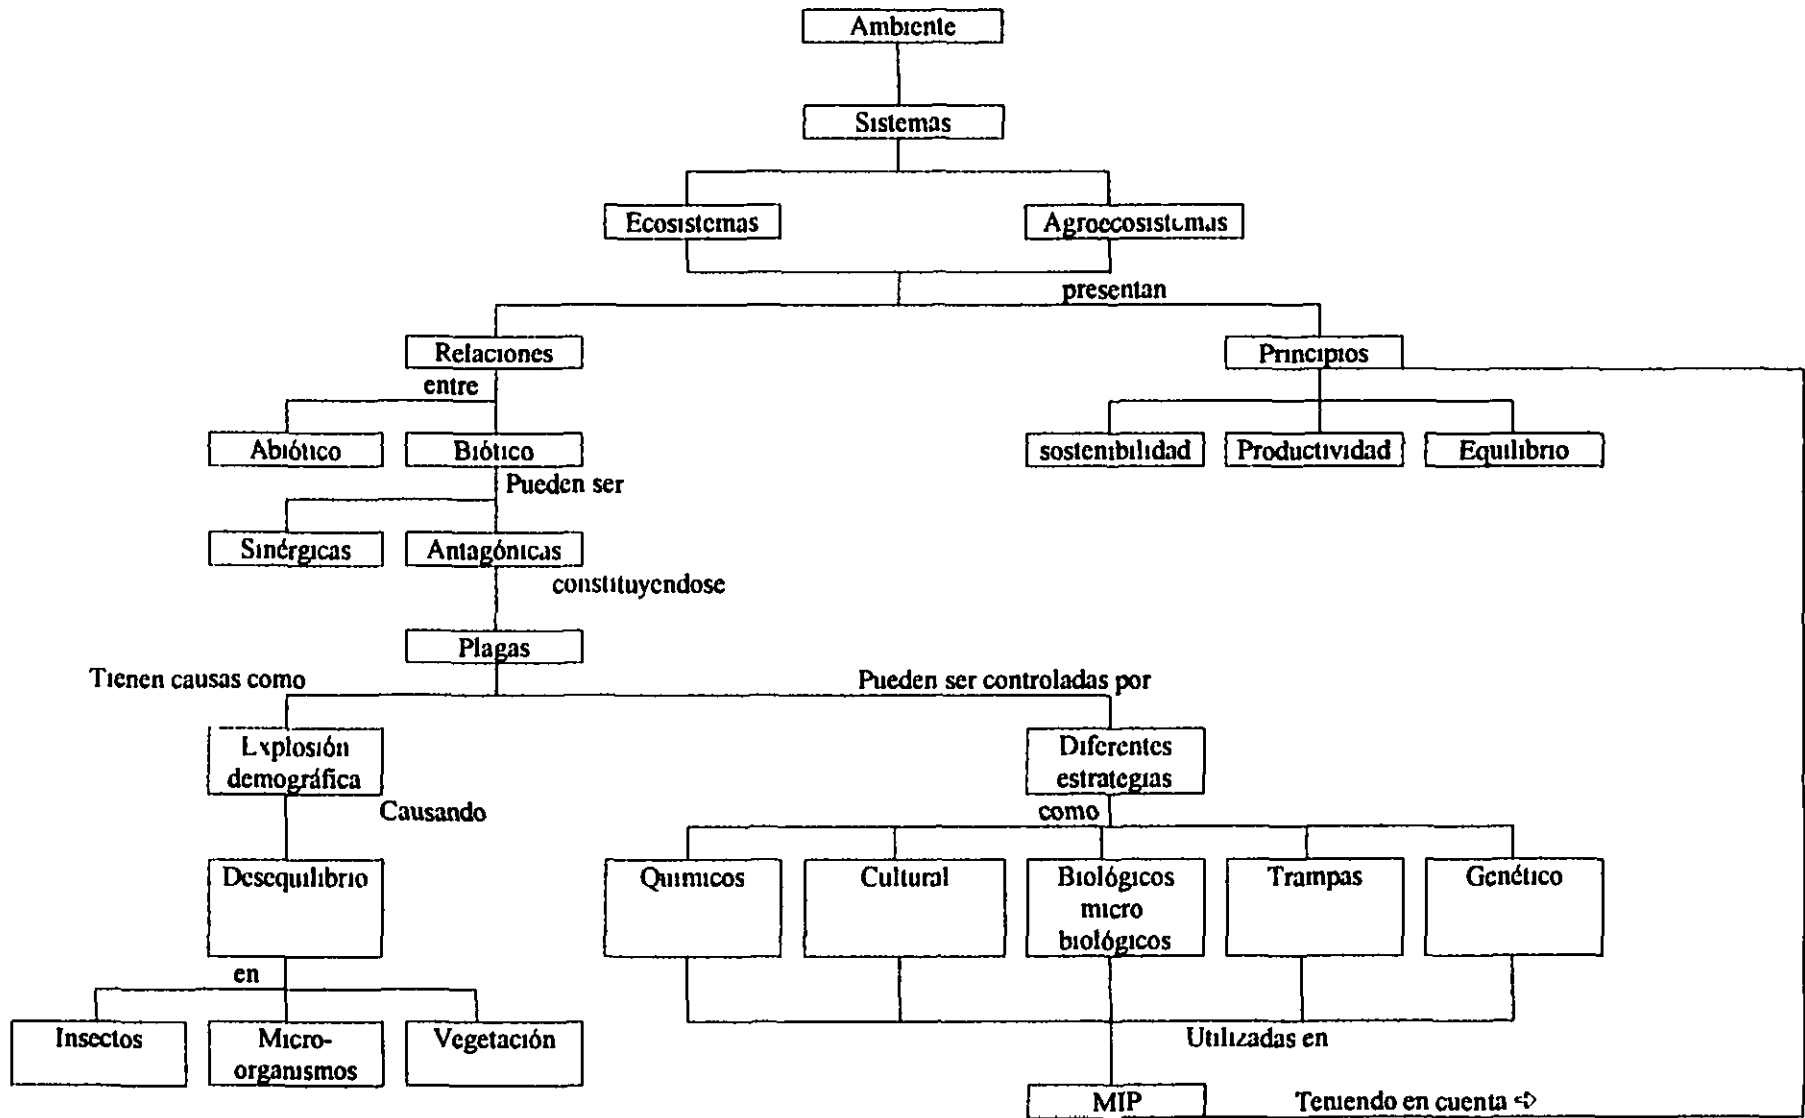 Ambiente
Sistemas
Ecosistemas
Agroecosistemas
presentan
Relaciones
Principios
entre
Abiótico
Biótico
sostenibilidad
Productividad
Equilibrio
Pueden ser
Sinérgicas
Antagónicas
constituyendose
Plagas
Tienen causas como
Pueden ser controladas por
Explosión
demográfica
Diferentes
estrategias
Causando
como
Desequilibrio
Químicos
Cultural
Biológicos
micro
biológicos
Trampas
Genético
en
Insectos
Micro-
organismos
Vegetación
Utilizadas en
MIP
Teniendo en cuenta